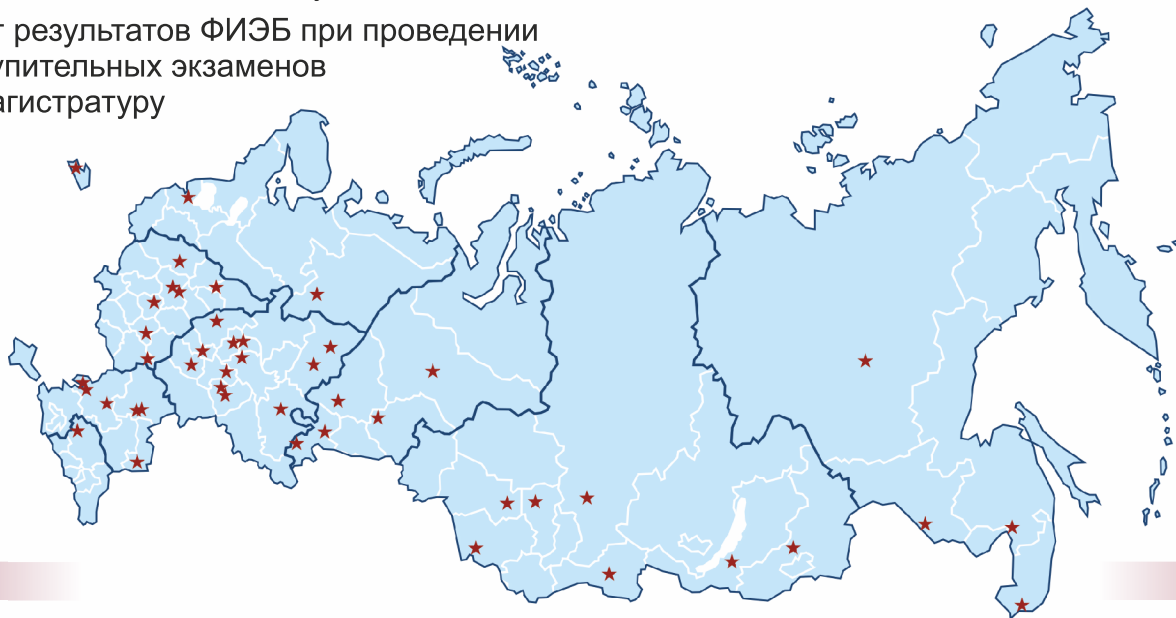 т результатов ФИЭБ при проведении
упительных экзаменов
агистратуру